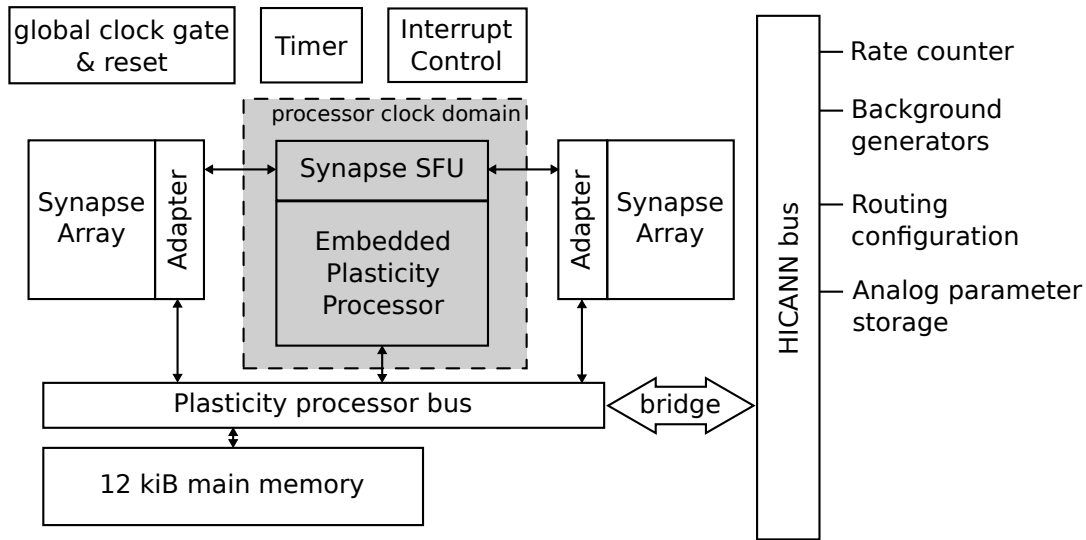 global clock gate
& reset
Timer
Interrupt
Control
processor clock domain
Synapse
Array
Adapter
Synapse SFU
Embedded
Plasticity
Processor
Adapter
Synapse
Array
Plasticity processor bus
bridge
12 kiB main memory
HICANN bus
Rate counter
Background
generators
Routing
configuration
Analog parameter
storage